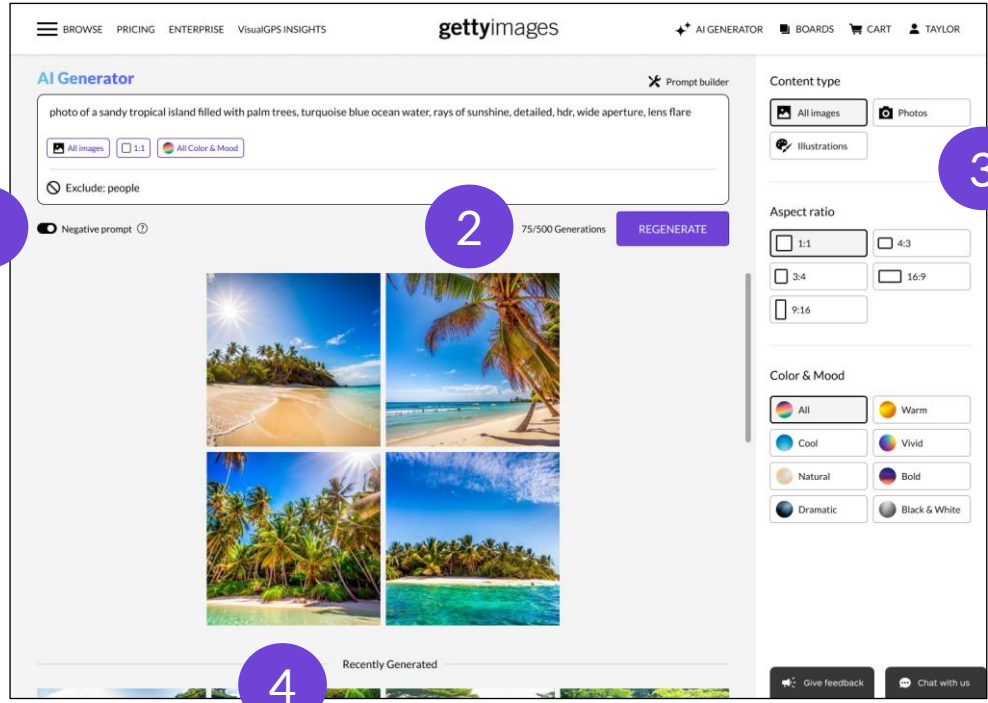 BROWSE PRICING ENTERPRISE VisualGPS INSIGHTS gettyimages AI GENERATOR BOARDS CART TAYLOR
AI Generator
Prompt builder
photo of a sandy tropical island filled with palm trees, turquoise blue ocean water, rays of sunshine, detailed, hdr, wide aperture, lens flare
All images 1:1 All Color & Mood
Exclude: people
Negative prompt ?
2
75/500 Generations REGENERATE
Recently Generated
4
Content type
All images Photos
Illustrations
3
Aspect ratio
1:1 4:3
3:4 16:9
9:16
Color & Mood
All Warm
Cool Vivid
Natural Bold
Dramatic Black & White
Give feedback Chat with us